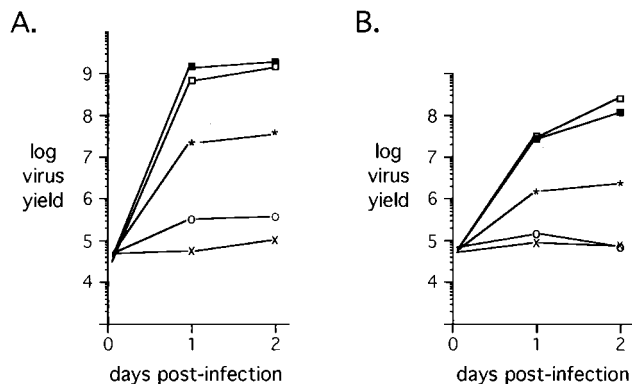 A.
9
8
7
6
5
4
log
virus
yield
0 1 2
days post-infection
B.
9
8
7
6
5
4
log
virus
yield
0 1 2
days post-infection